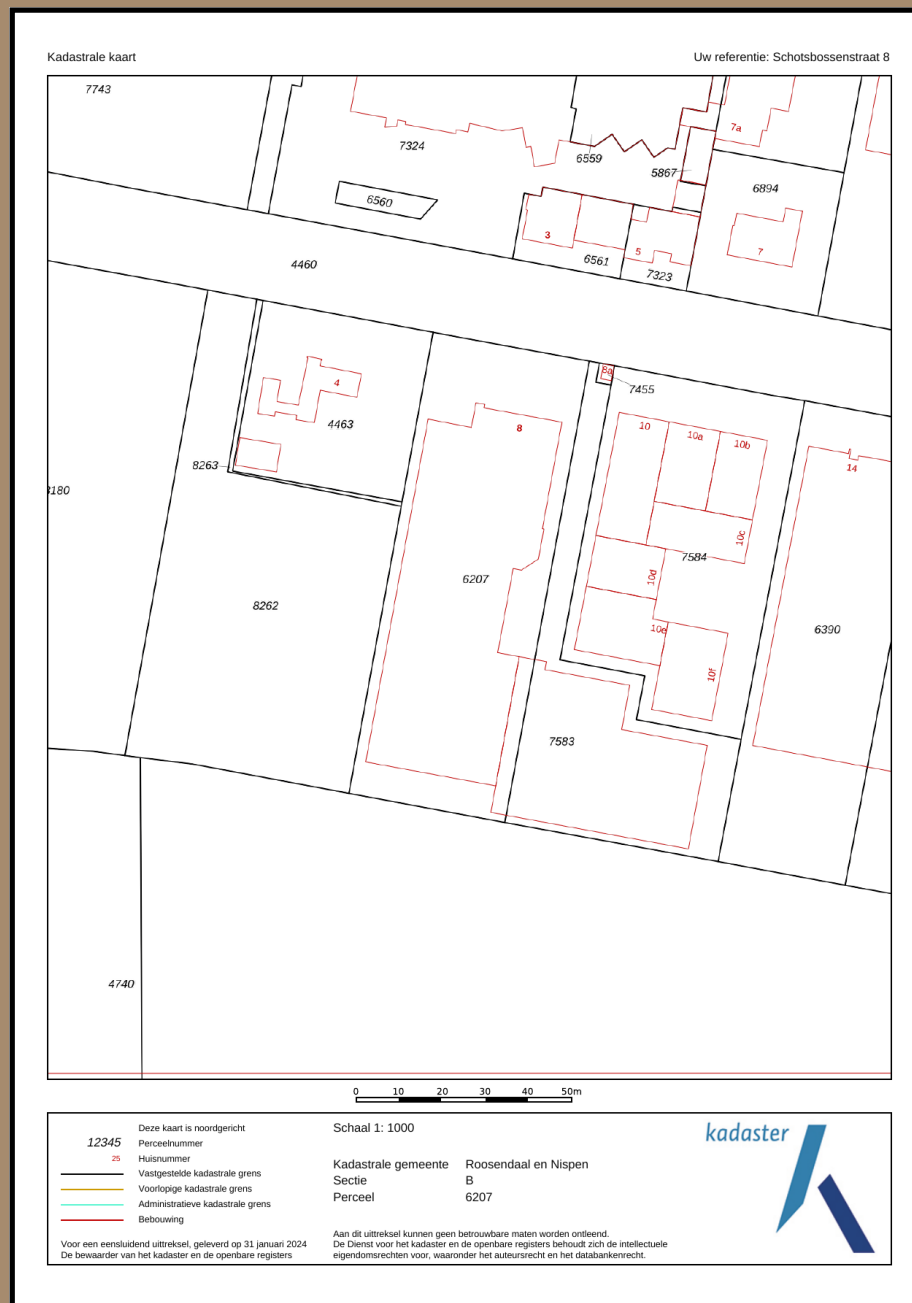 Kadastrale kaart
Uw referentie: Schotsbossenstraat 8
7743
7324
7a
6559
5867
6894
6560
3
5
7
6561
7323
4460
8a
7455
4
4463
8
10
10a
10b
14
8263
10c
7584
10d
6207
8262
10e
6390
10f
7583
4740
0 10 20 30 40 50m
Deze kaart is noordgericht
12345 Perceelnummer
25 Huisnummer
Vastgestelde kadastrale grens
Voorlopige kadastrale grens
Administratieve kadastrale grens
Bebouwing
Voor een eensluidend uittreksel, geleverd op 31 januari 2024
De bewaarder van het kadaster en de openbare registers
Schaal 1: 1000
Kadastrale gemeente Roosendaal en Nispen
Sectie B
Perceel 6207
Aan dit uittreksel kunnen geen betrouwbare maten worden ontleend.
De Dienst voor het kadaster en de openbare registers behoudt zich de intellectuele
eigendomsrechten voor, waaronder het auteursrecht en het databankenrecht.
kadaster